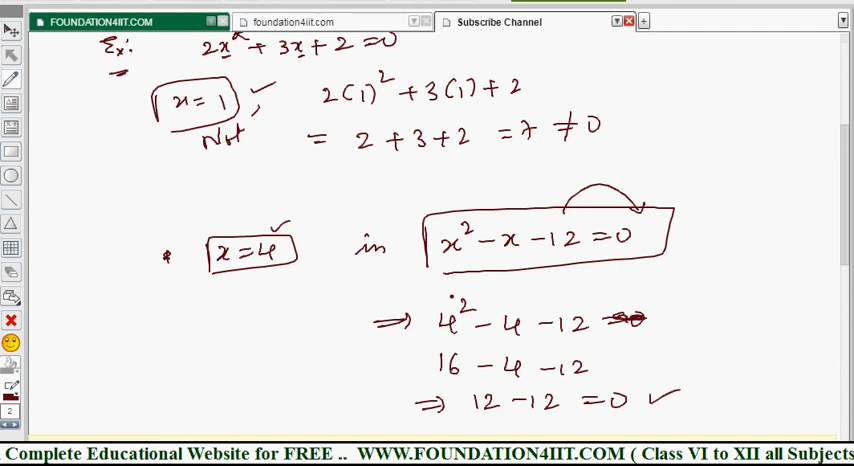 FOUNDATION4IIT.COM foundation4iit.com Subscribe Channel
Ex: 2x² + 3x + 2 = 0
x = 1 2(1)² + 3(1) + 2
Not = 2 + 3 + 2 = 7 ≠ 0
* x = 4 in x² - x - 12 = 0
⇒ 4² - 4 - 12
16 - 4 - 12
⇒ 12 - 12 = 0 ✓
2
Complete Educational Website for FREE .. WWW.FOUNDATION4IIT.COM ( Class VI to XII all Subjects